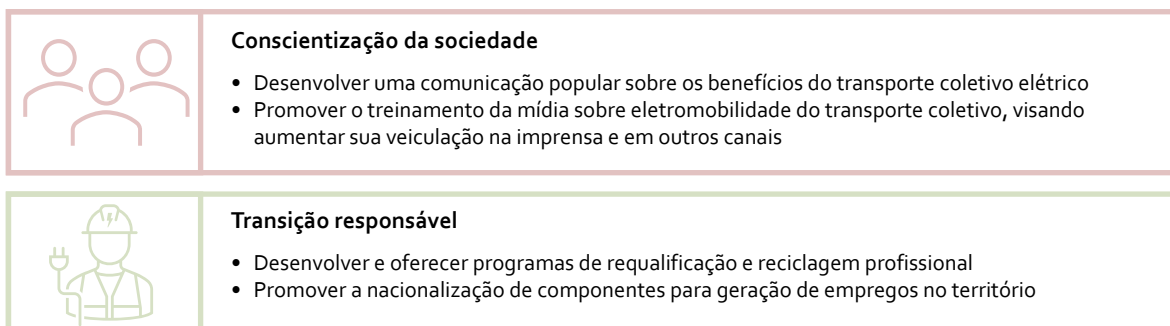 Conscientização da sociedade
• Desenvolver uma comunicação popular sobre os benefícios do transporte coletivo elétrico
• Promover o treinamento da mídia sobre eletromobilidade do transporte coletivo, visando
aumentar sua veiculação na imprensa e em outros canais
Transição responsável
• Desenvolver e oferecer programas de requalificação e reciclagem profissional
• Promover a nacionalização de componentes para geração de empregos no território